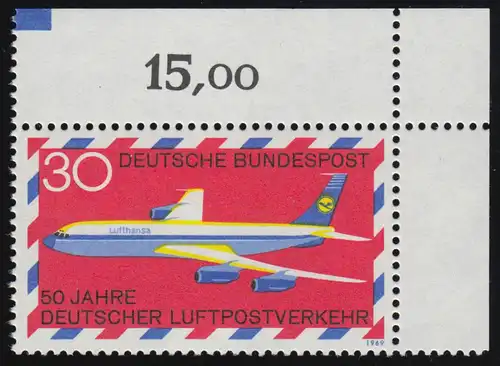 15,00
30 DEUTSCHE BUNDESPOST
Lufthansa
50 JAHRE
DEUTSCHER LUFTPOSTVERKEHR
1969